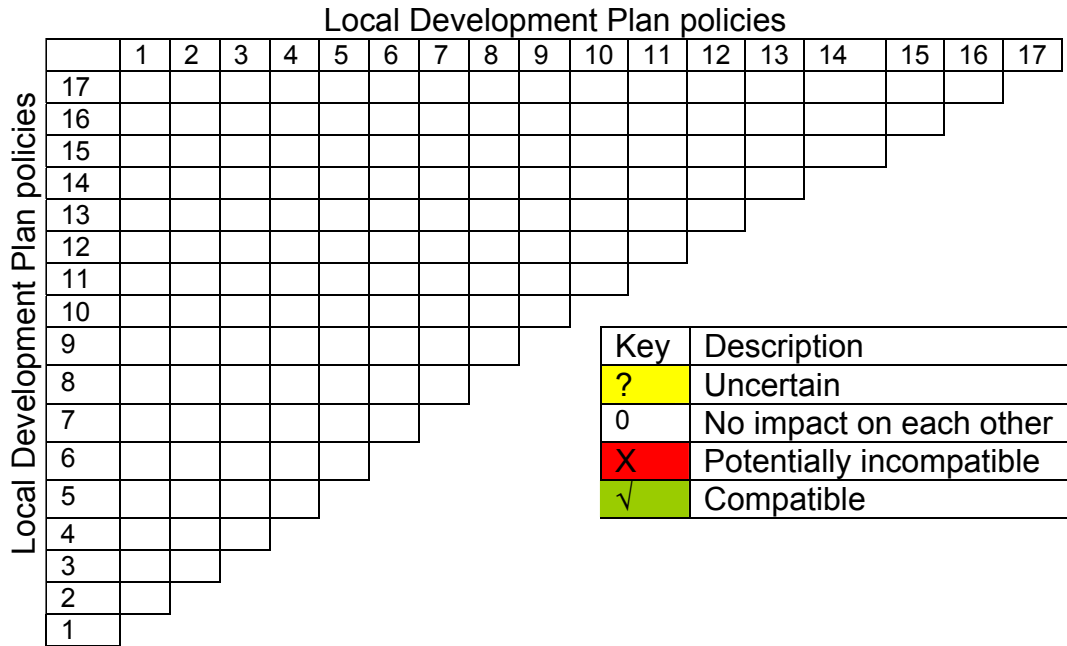 Local Development Plan policies
1 2 3 4 5 6 7 8 9 10 11 12 13 14 15 16 17
Local Development Plan policies
17
16
15
14
13
12
11
10
9
8
7
6
5
4
3
2
1
Key Description
? Uncertain
0 No impact on each other
X Potentially incompatible
√ Compatible